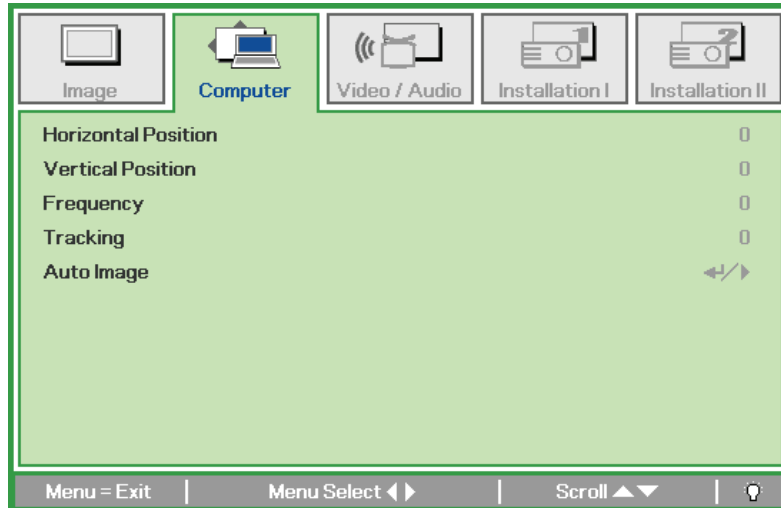 Image
Computer
Video / Audio
Installation I
Installation II
Horizontal Position 0
Vertical Position 0
Frequency 0
Tracking 0
Auto Image
Menu = Exit
Menu Select
Scroll